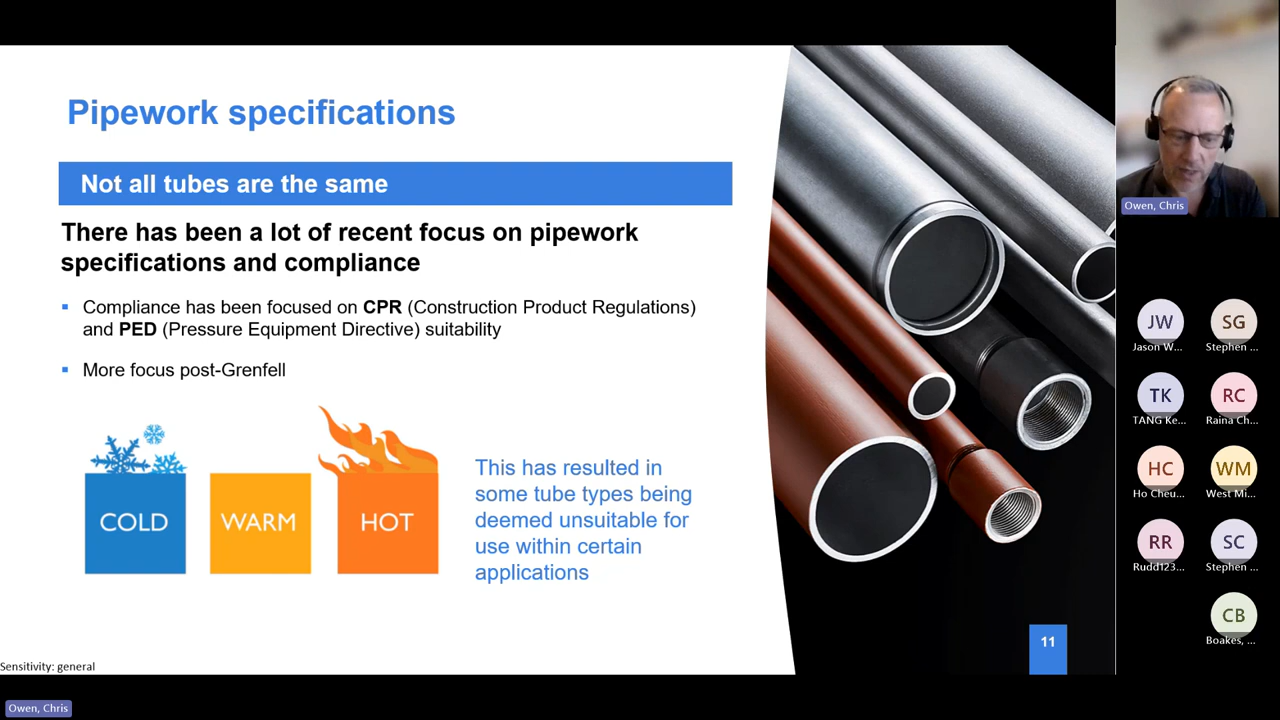 Pipework specifications
Not all tubes are the same
There has been a lot of recent focus on pipework
specifications and compliance
▪ Compliance has been focused on CPR (Construction Product Regulations)
and PED (Pressure Equipment Directive) suitability
▪ More focus post-Grenfell
COLD
WARM
HOT
This has resulted in
some tube types being
deemed unsuitable for
use within certain
applications
11
Sensitivity: general
Owen, Chris
Owen, Chris
JW
Jason W...
SG
Stephen ...
TK
TANG Ke...
RC
Raina Ch...
HC
Ho Cheu...
WM
West Mi...
RR
Rudd123...
SC
Stephen ...
CB
Boakes, ...